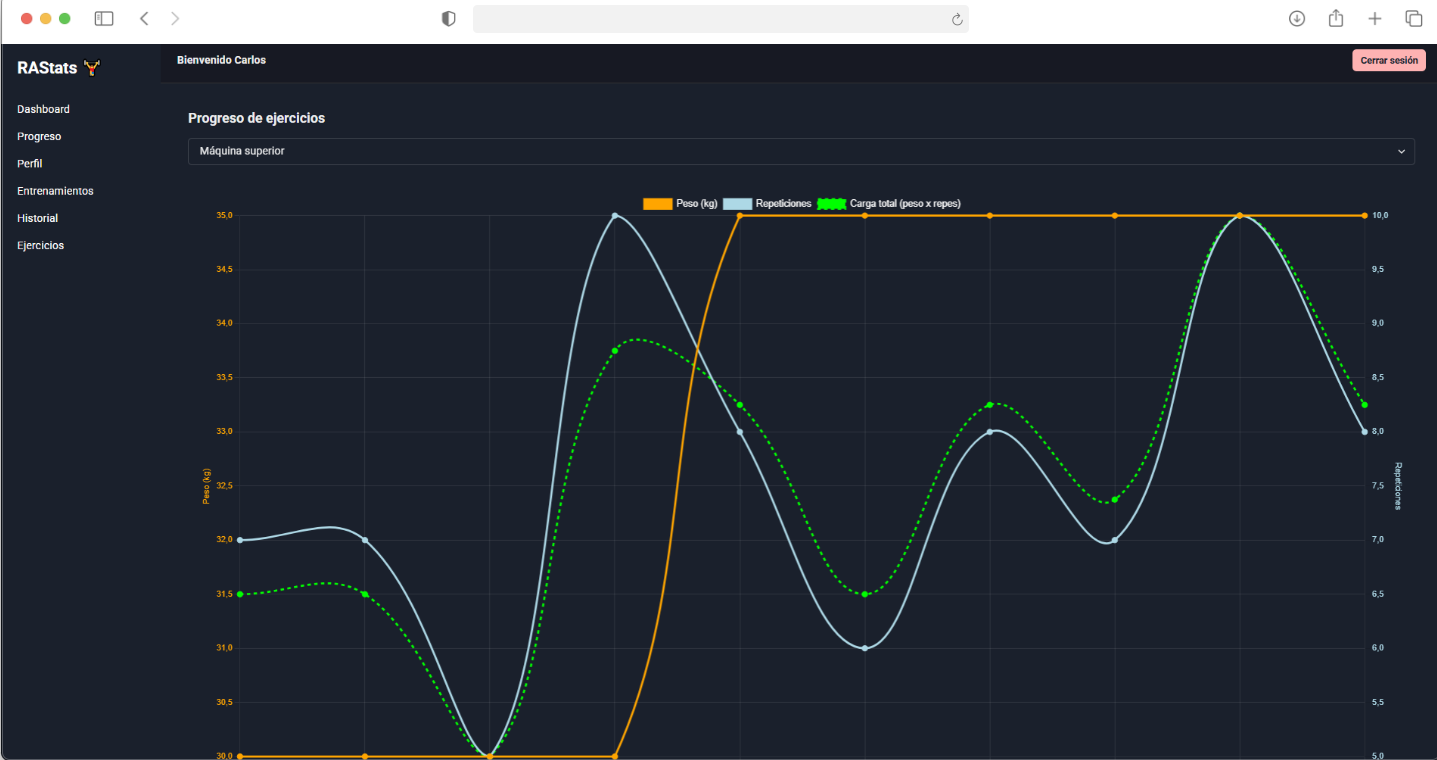 RAStats
Bienvenido Carlos
Cerrar sesión
Dashboard
Progreso
Perfil
Entrenamientos
Historial
Ejercicios
Progreso de ejercicios
Máquina superior
Peso (kg) Repeticiones Carga total (peso x repes)
35,0 10,0
34,5 9,5
34,0 9,0
33,5 8,5
33,0 8,0
32,5 7,5
32,0 7,0
31,5 6,5
31,0 6,0
30,5 5,5
30,0 5,0
Peso (kg)
Repeticiones